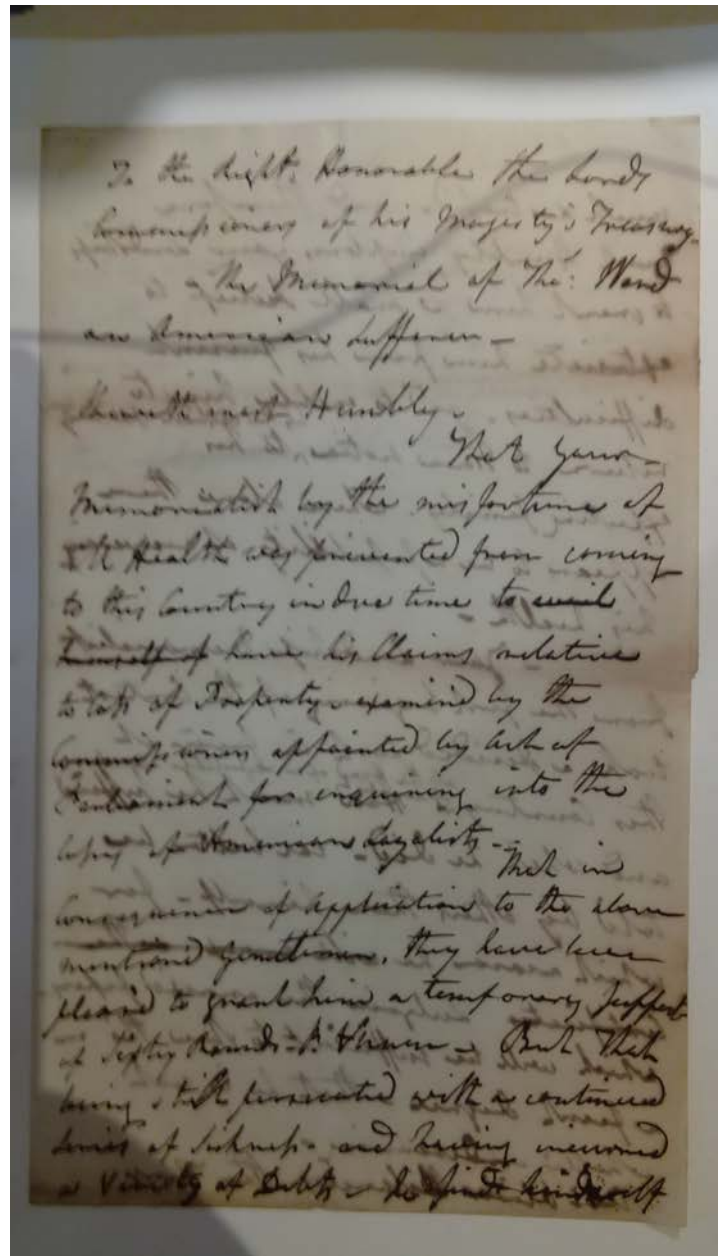 To the Right. Honorable the Lords
Commissioners of his Majesty's Treasury
The Memorial of Tho: Ward
an American Sufferer—
Sheweth most Humbly.
That your
Memorialist by the misfortune of
Ill Health was prevented from coming
to this Country in due time to avail
himself of have his Claims relative
to loss of Property examined by the
Commissioners appointed by Act of
Parliament for enquiring into the
losses of American Loyalists—
That in
consequence of application to the above
mentioned Gentlemen, they have been
pleased to grant him a temporary support
of Sixty Pounds Pr Annum— But that
being still persecuted with a continued
Series of Sickness and having incurred
a Variety of Debts— he finds himself